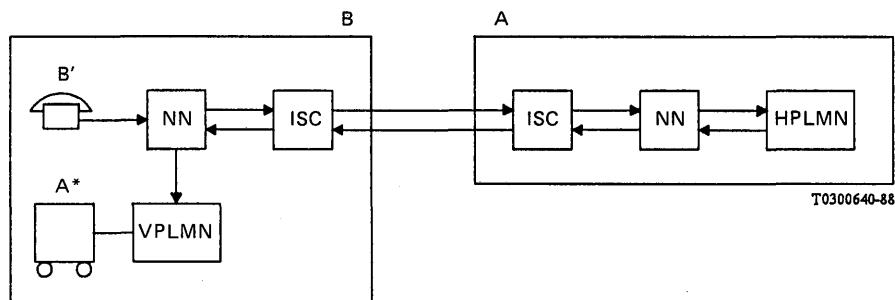 B
A
B'
NN
ISC
ISC
NN
HPLMN
A*
VPLMN
T0300640-88